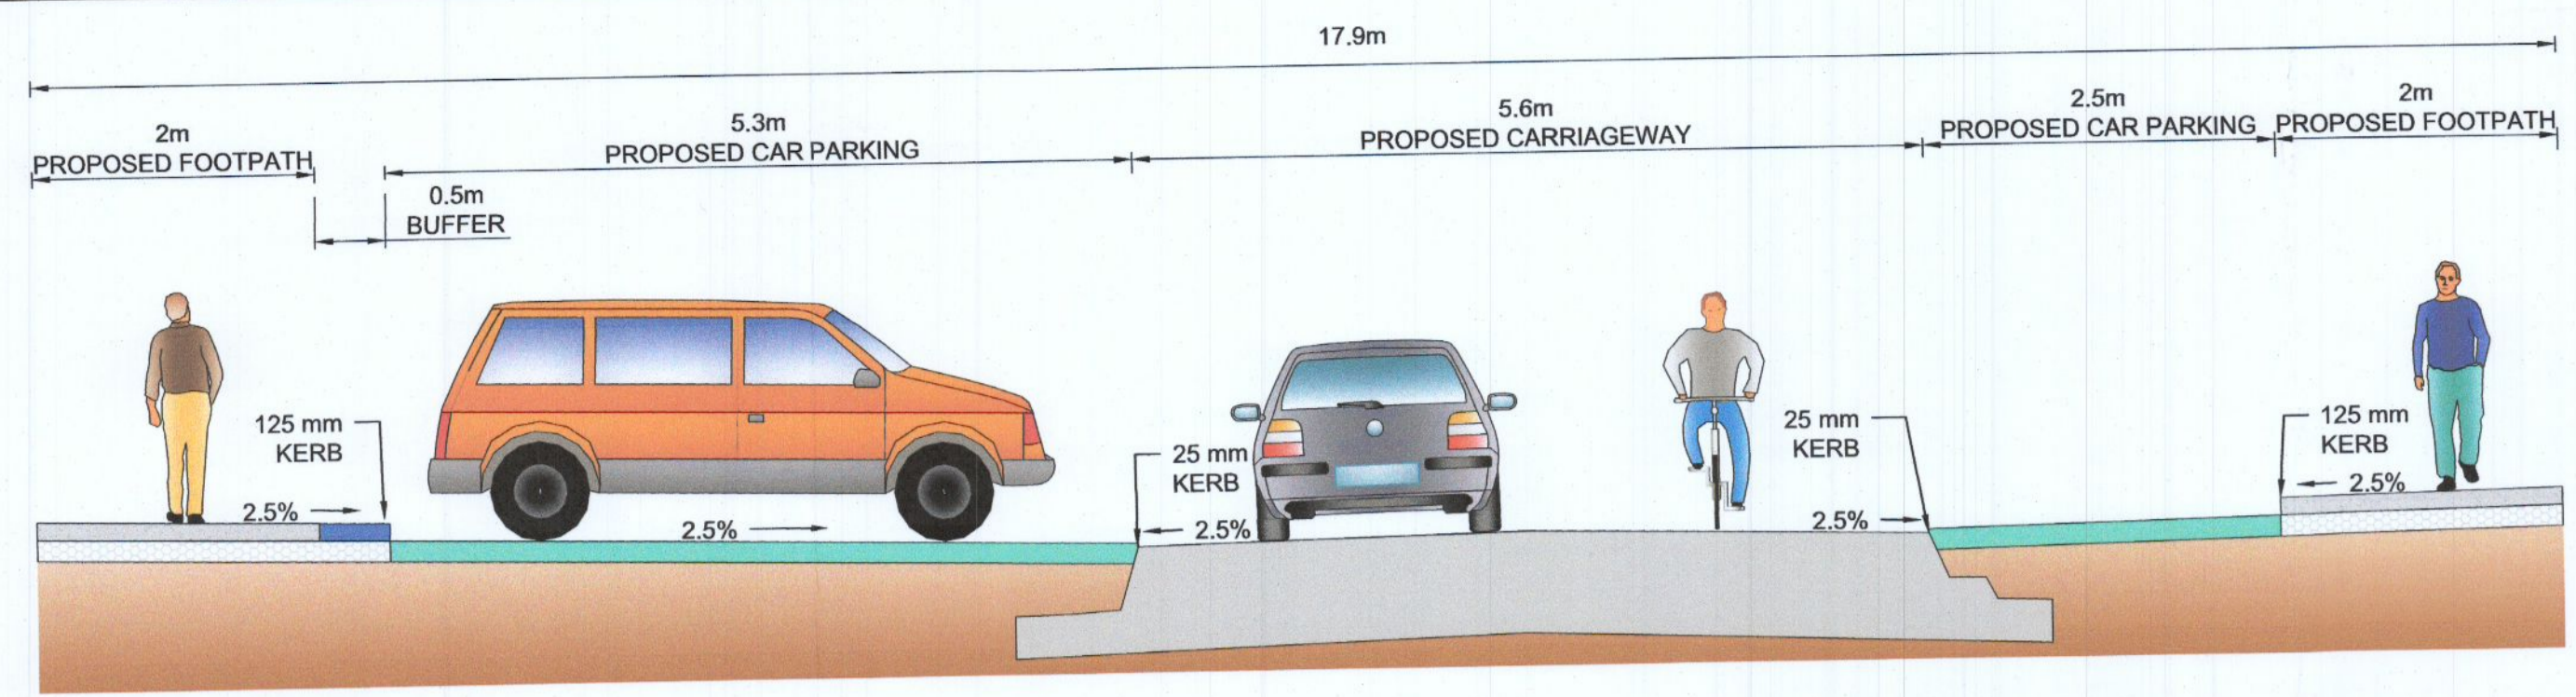 17.9m
2m
PROPOSED FOOTPATH
5.3m
PROPOSED CAR PARKING
5.6m
PROPOSED CARRIAGEWAY
2.5m
PROPOSED CAR PARKING
2m
PROPOSED FOOTPATH
0.5m
BUFFER
125 mm
KERB
2.5%
2.5%
25 mm
KERB
2.5%
25 mm
KERB
2.5%
125 mm
KERB
2.5%